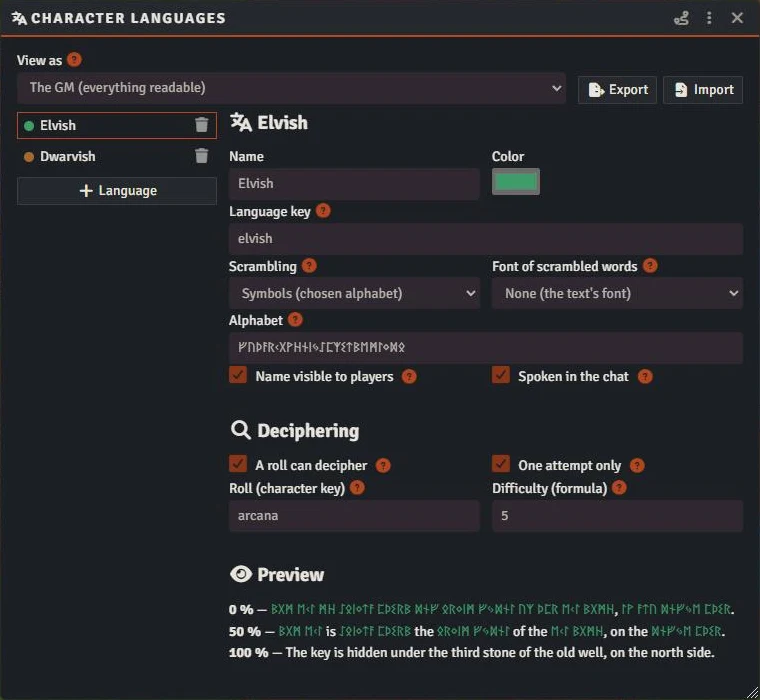 CHARACTER LANGUAGES
View as
The GM (everything readable)
Export
Import
Elvish
Dwarvish
+ Language
Elvish
Name
Color
Elvish
Language key
elvish
Scrambling
Font of scrambled words
Symbols (chosen alphabet)
None (the text's font)
Alphabet
Name visible to players
Spoken in the chat
Deciphering
A roll can decipher
One attempt only
Roll (character key)
Difficulty (formula)
arcana
5
Preview
0 % —
50 % — is the of the , on the .
100 % — The key is hidden under the third stone of the old well, on the north side.